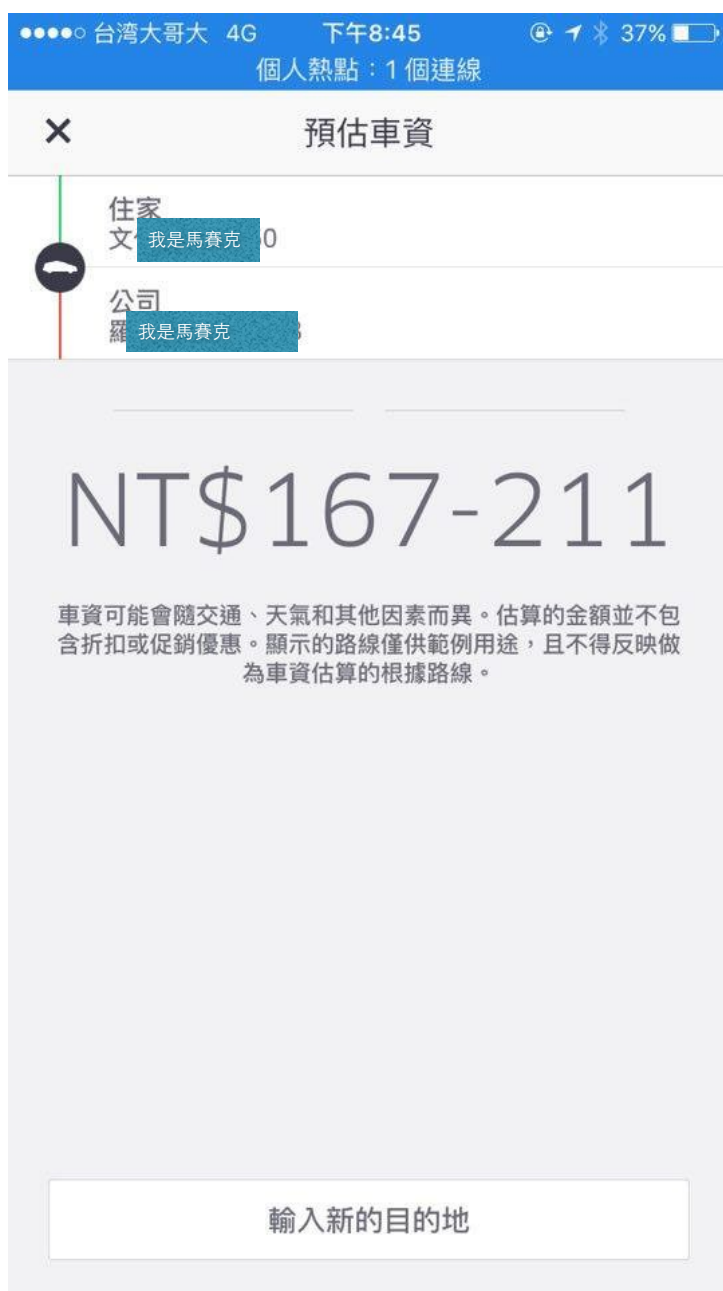 台湾大哥大 4G 下午8:45 37%
個人熱點：1 個連線
預估車資
住家
文 我是馬賽克 0
公司
羅 我是馬賽克
NT$167-211
車資可能會隨交通、天氣和其他因素而異。估算的金額並不包
含折扣或促銷優惠。顯示的路線僅供範例用途，且不得反映做
為車資估算的根據路線。
輸入新的目的地